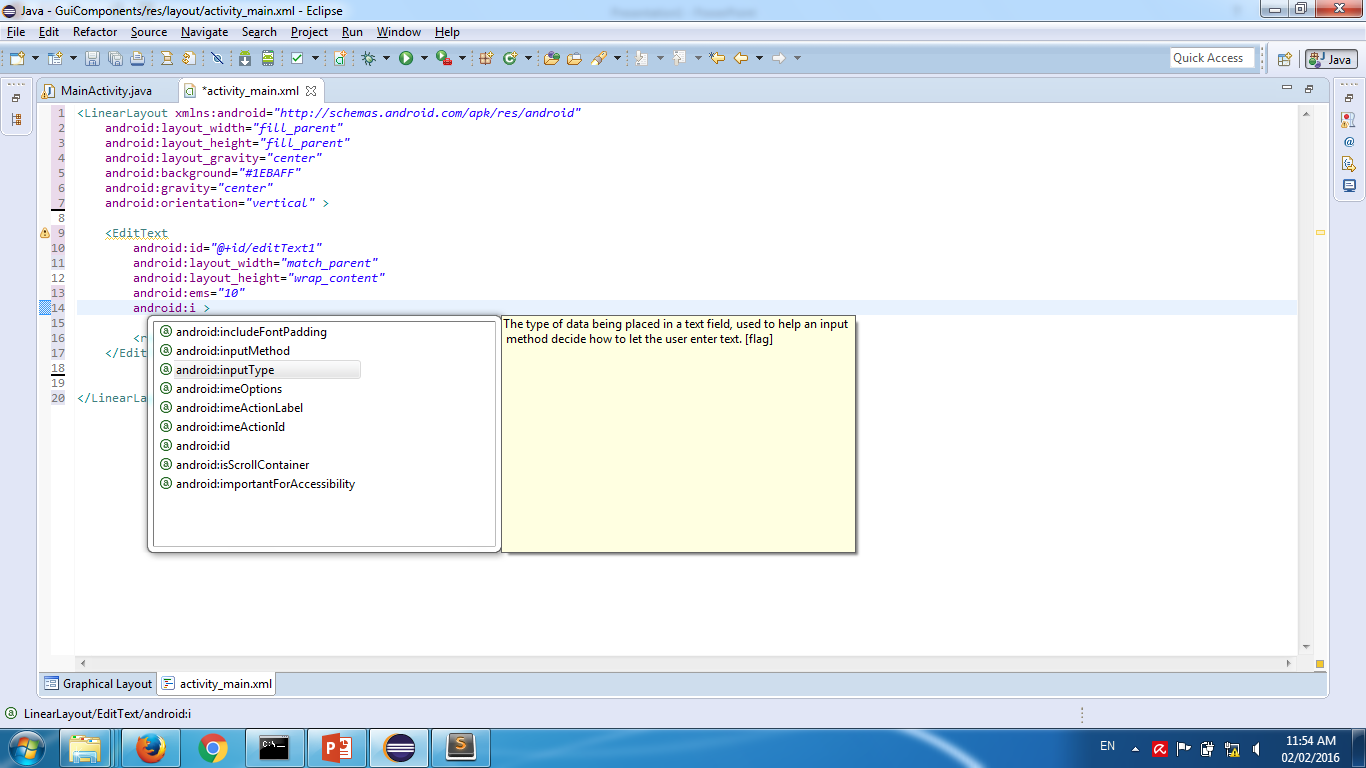 Java - GuiComponents/res/layout/activity_main.xml - Eclipse
File Edit Refactor Source Navigate Search Project Run Window Help
Quick Access
Java
MainActivity.java
*activity_main.xml
1 <LinearLayout xmlns:android="http://schemas.android.com/apk/res/android"
2 android:layout_width="fill_parent"
3 android:layout_height="fill_parent"
4 android:layout_gravity="center"
5 android:background="#1EBAFF"
6 android:gravity="center"
7 android:orientation="vertical" >
8
9 <EditText
10 android:id="@+id/editText1"
11 android:layout_width="match_parent"
12 android:layout_height="wrap_content"
13 android:ems="10"
14 android:i >
15
16 <r
17 </Edit
18
19
20 </LinearLa
android:includeFontPadding
android:inputMethod
android:inputType
android:imeOptions
android:imeActionLabel
android:imeActionId
android:id
android:isScrollContainer
android:importantForAccessibility
The type of data being placed in a text field, used to help an input
method decide how to let the user enter text. [flag]
Graphical Layout
activity_main.xml
LinearLayout/EditText/android:i
EN
11:54 AM
02/02/2016